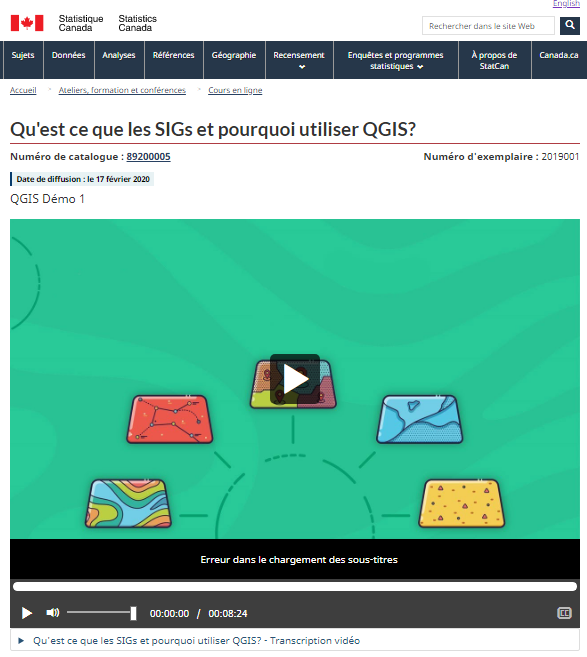 English
Statistique Canada
Statistics Canada
Rechercher dans le site Web
Sujets
Données
Analyses
Références
Géographie
Recensement
Enquêtes et programmes statistiques
À propos de StatCan
Canada.ca
Accueil
Ateliers, formation et conférences
Cours en ligne
Qu'est ce que les SIGs et pourquoi utiliser QGIS?
Numéro de catalogue : 89200005
Numéro d'exemplaire : 2019001
Date de diffusion : le 17 février 2020
QGIS Démo 1
Erreur dans le chargement des sous-titres
00:00:00 / 00:08:24
CC
Qu'est ce que les SIGs et pourquoi utiliser QGIS? - Transcription vidéo